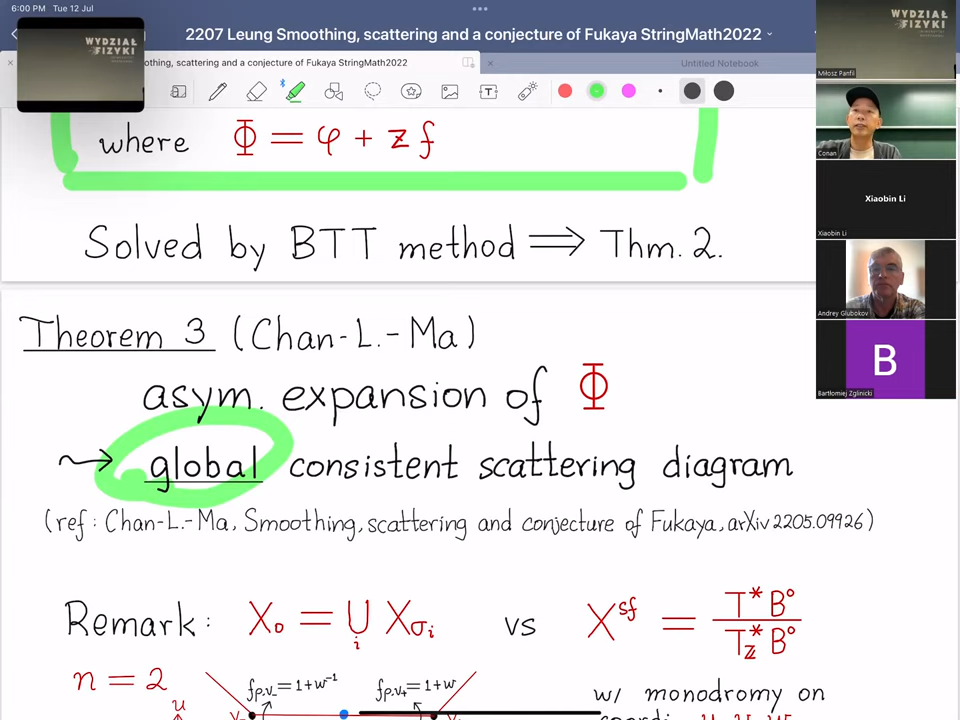 6:00 PM Tue 12 Jul
WYDZIAŁ
FIZYKI
2207 Leung Smoothing, scattering and a conjecture of Fukaya StringMath2022
othing, scattering and a conjecture of Fukaya StringMath2022
Untitled Notebook
WYDZIAŁ
FIZYKI
Miłosz Panfil
Conan
Xiaobin Li
Xiaobin Li
Andrey Glubokov
B
Bartłomiej Zglinicki
where Φ = φ + z f
Solved by BTT method ⟹ Thm. 2.
Theorem 3 (Chan-L.-Ma)
asym. expansion of Φ
⇝ global consistent scattering diagram
(ref: Chan-L.-Ma, Smoothing, scattering and conjecture of Fukaya, arXiv 2205.09926)
Remark: X₀ = ⋃ᵢ X_σᵢ vs X^sf = T*B° / T*_ℤ B°
n = 2
f_ρ,v₋ = 1 + w⁻¹ f_ρ,v₊ = 1 + w
w/ monodromy on
u